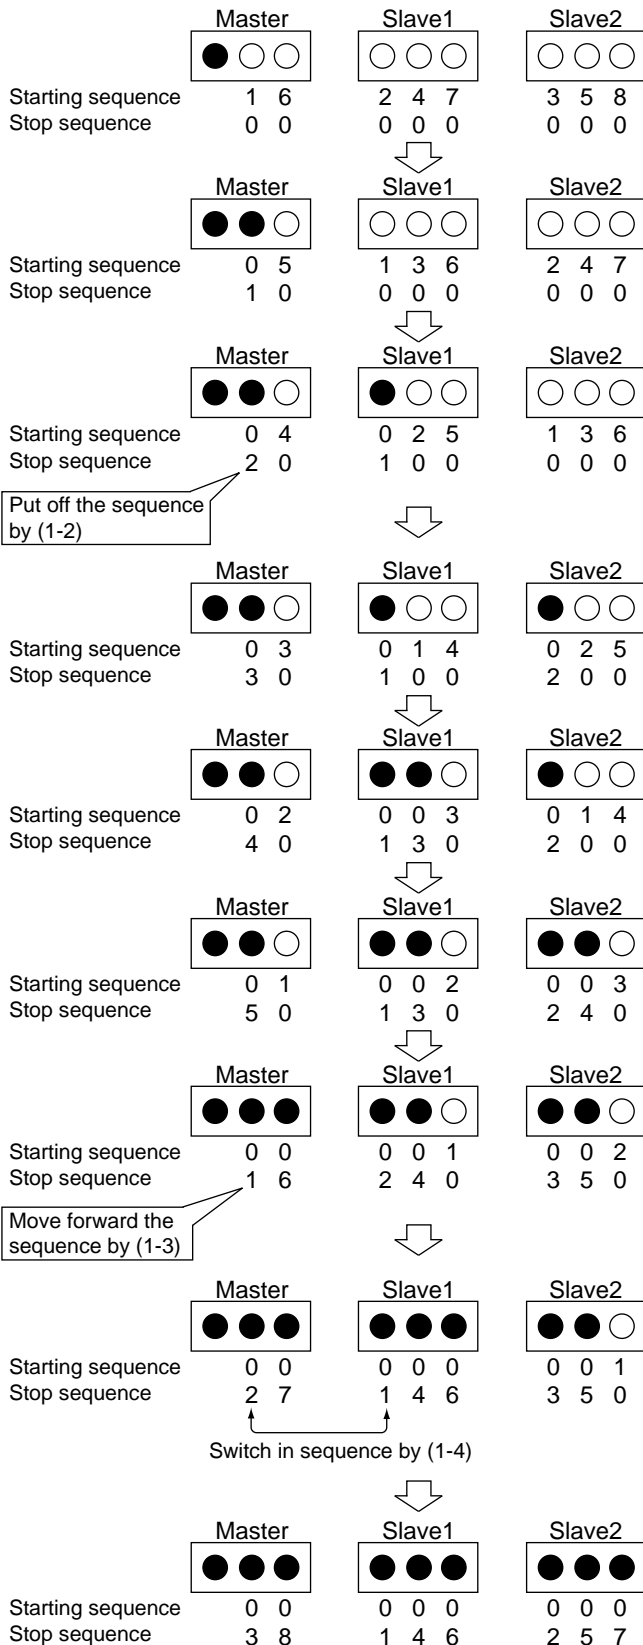 Master Slave1 Slave2
Starting sequence 1 6 2 4 7 3 5 8
Stop sequence 0 0 0 0 0 0 0 0
Master Slave1 Slave2
Starting sequence 0 5 1 3 6 2 4 7
Stop sequence 1 0 0 0 0 0 0 0
Master Slave1 Slave2
Starting sequence 0 4 0 2 5 1 3 6
Stop sequence 2 0 1 0 0 0 0 0
Put off the sequence
by (1-2)
Master Slave1 Slave2
Starting sequence 0 3 0 1 4 0 2 5
Stop sequence 3 0 1 0 0 2 0 0
Master Slave1 Slave2
Starting sequence 0 2 0 0 3 0 1 4
Stop sequence 4 0 1 3 0 2 0 0
Master Slave1 Slave2
Starting sequence 0 1 0 0 2 0 0 3
Stop sequence 5 0 1 3 0 2 4 0
Master Slave1 Slave2
Starting sequence 0 0 0 0 1 0 0 2
Stop sequence 1 6 2 4 0 3 5 0
Move forward the
sequence by (1-3)
Master Slave1 Slave2
Starting sequence 0 0 0 0 0 0 0 1
Stop sequence 2 7 1 4 6 3 5 0
Switch in sequence by (1-4)
Master Slave1 Slave2
Starting sequence 0 0 0 0 0 0 0 0
Stop sequence 3 8 1 4 6 2 5 7